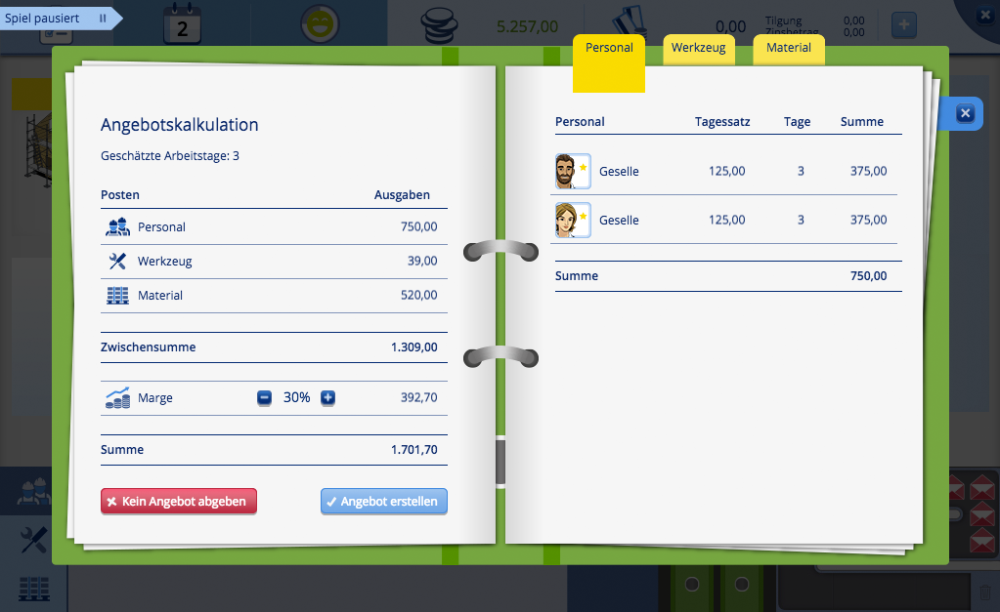 Spiel pausiert
2
5.257,00
0,00
Tilgung 0,00
Zinsbetrag 0,00
Personal
Werkzeug
Material
Angebotskalkulation
Geschätzte Arbeitstage: 3
Posten Ausgaben
Personal 750,00
Werkzeug 39,00
Material 520,00
Zwischensumme 1.309,00
Marge 30% 392,70
Summe 1.701,70
Kein Angebot abgeben
Angebot erstellen
Personal Tagessatz Tage Summe
Geselle 125,00 3 375,00
Geselle 125,00 3 375,00
Summe 750,00